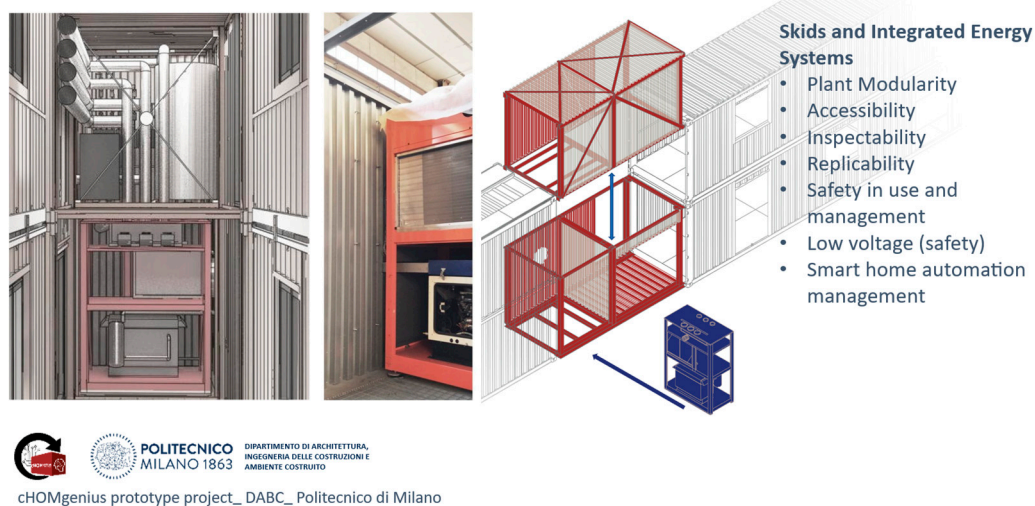 Skids and Integrated Energy
Systems
• Plant Modularity
• Accessibility
• Inspectability
• Replicability
• Safety in use and
management
• Low voltage (safety)
• Smart home automation
management
POLITECNICO
MILANO 1863
DIPARTIMENTO DI ARCHITETTURA,
INGEGNERIA DELLE COSTRUZIONI E
AMBIENTE COSTRUITO
cHOMgenius prototype project_ DABC_ Politecnico di Milano